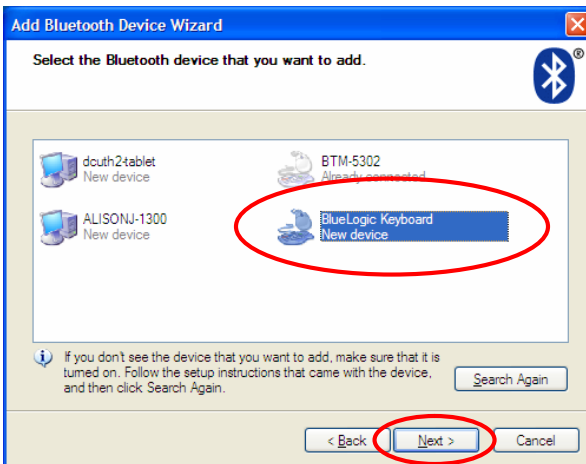 Add Bluetooth Device Wizard
Select the Bluetooth device that you want to add.
®
dcuth2-tablet
New device
BTM-5302
Already connected
ALISONJ-1300
New device
BlueLogic Keyboard
New device
If you don't see the device that you want to add, make sure that it is
turned on. Follow the setup instructions that came with the device,
and then click Search Again.
Search Again
< Back
Next >
Cancel